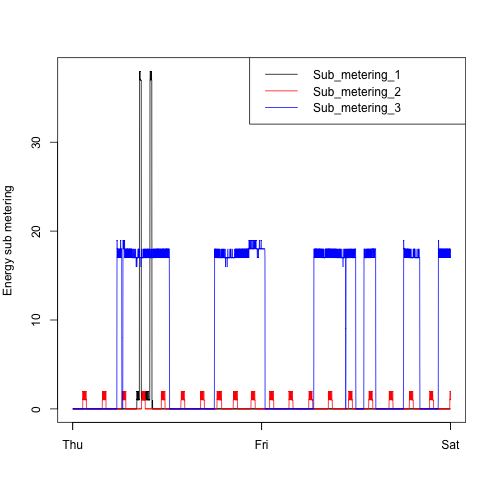 Sub_metering_1
Sub_metering_2
Sub_metering_3
Energy sub metering
30
20
10
0
Thu Fri Sat